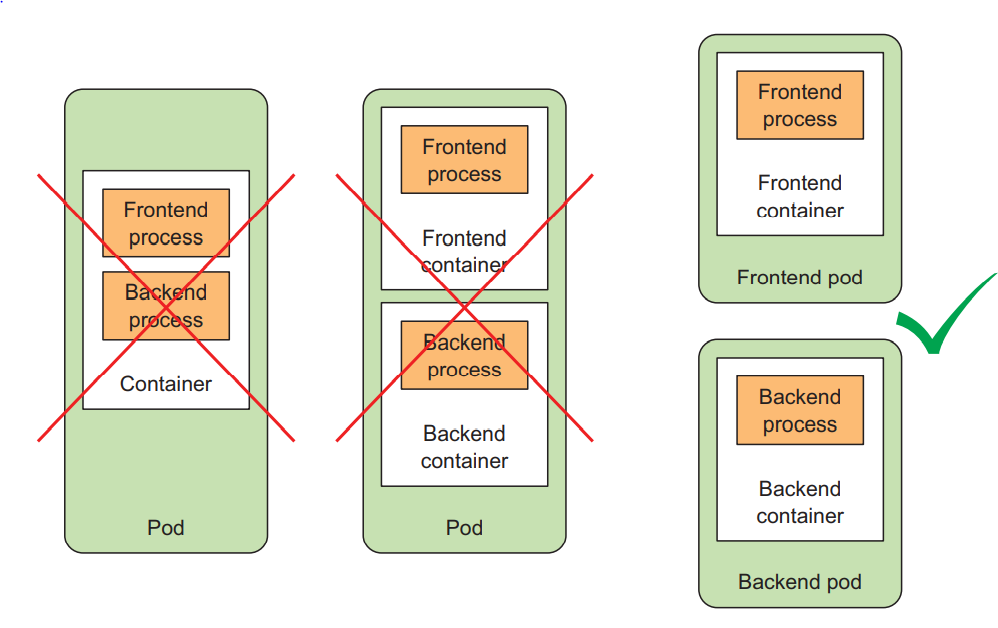 Frontend
process
Backend
process
Container
Pod
Frontend
process
Frontend
container
Backend
process
Backend
container
Pod
Frontend
process
Frontend
container
Frontend pod
Backend
process
Backend
container
Backend pod